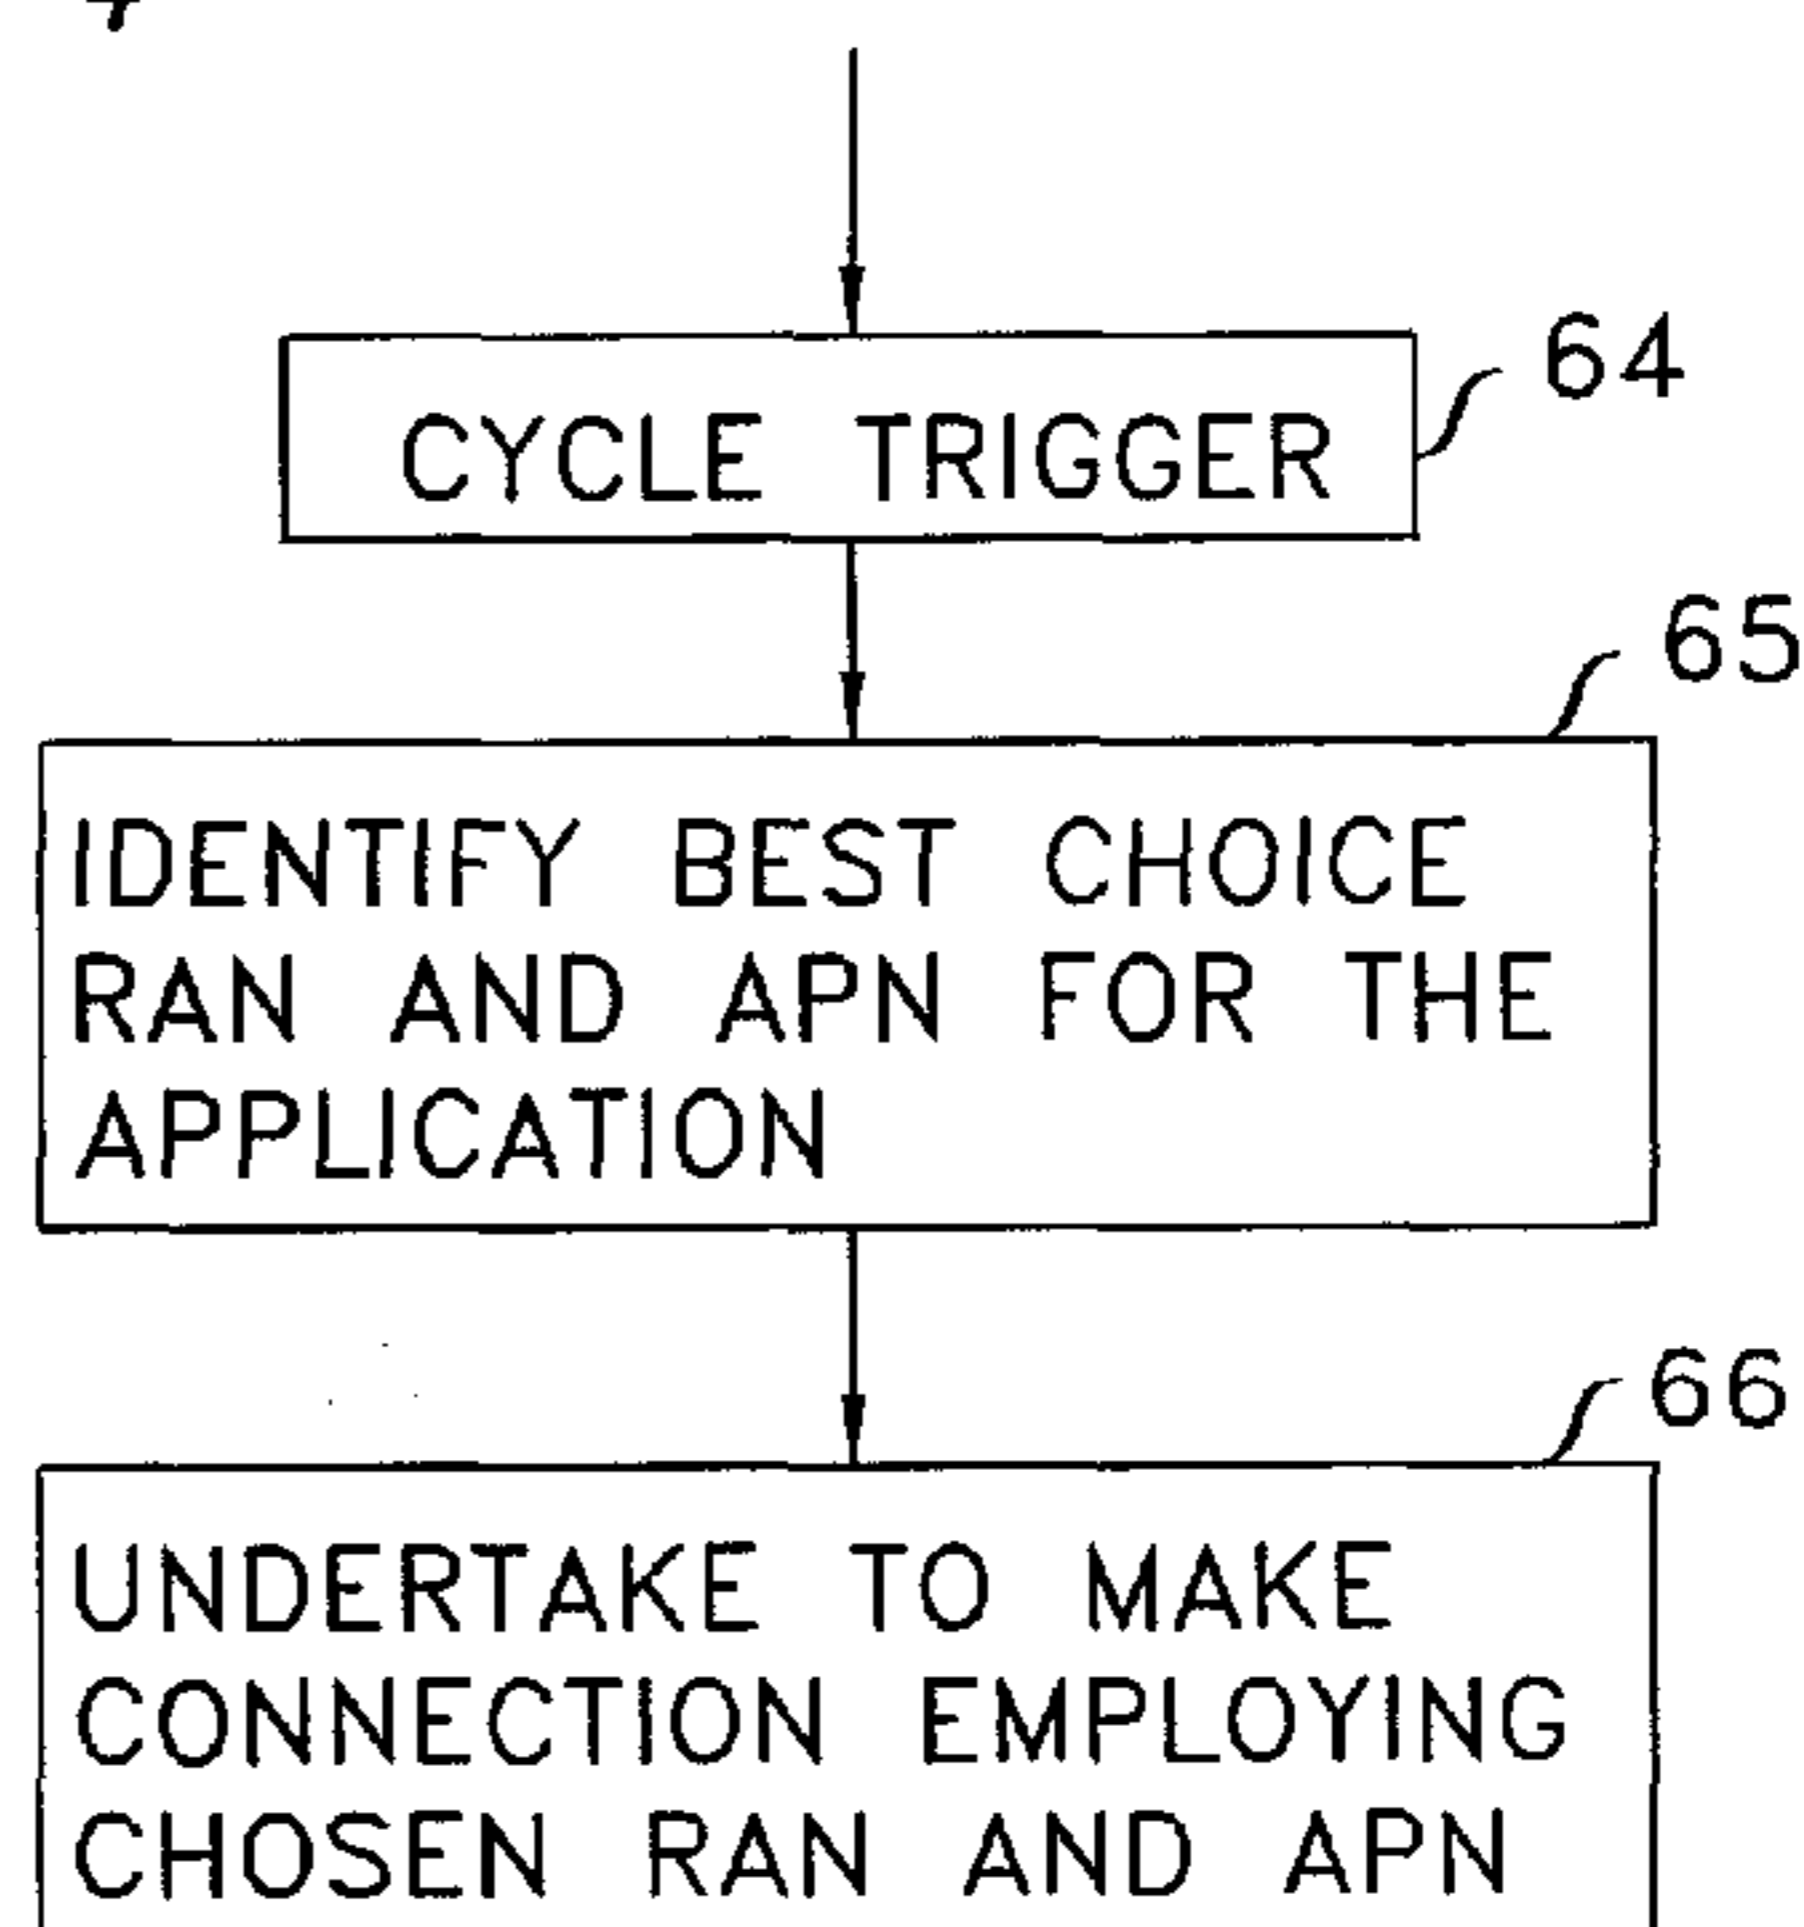 64
CYCLE TRIGGER
65
IDENTIFY BEST CHOICE
RAN AND APN FOR THE
APPLICATION
66
UNDERTAKE TO MAKE
CONNECTION EMPLOYING
CHOSEN RAN AND APN